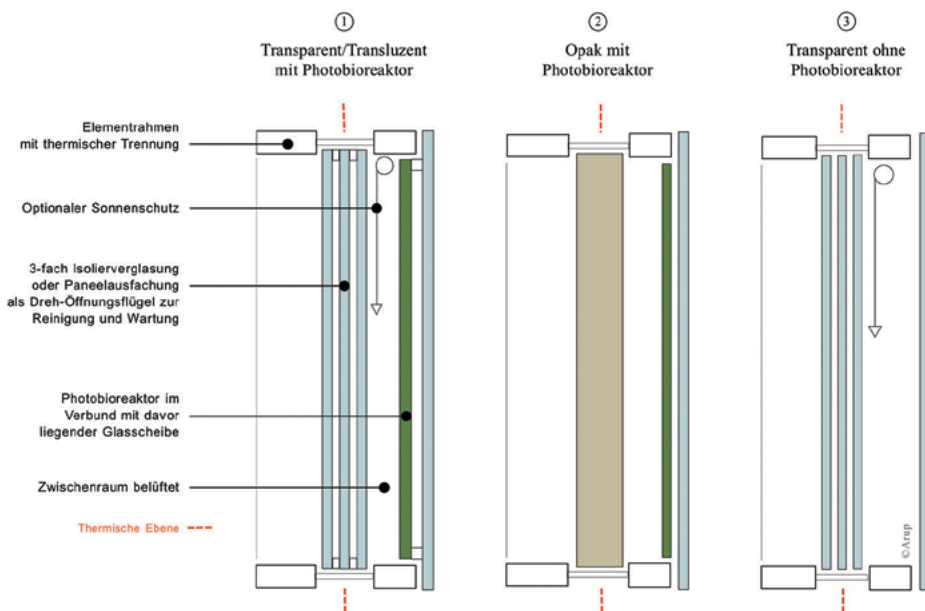 ①
Transparent/Transluzent
mit Photobioreaktor
②
Opak mit
Photobioreaktor
③
Transparent ohne
Photobioreaktor
Elementrahmen
mit thermischer Trennung
Optionaler Sonnenschutz
3-fach Isolierverglasung
oder Paneelausfachung
als Dreh-Öffnungsflügel zur
Reinigung und Wartung
Photobioreaktor im
Verbund mit davor
liegender Glasscheibe
Zwischenraum belüftet
Thermische Ebene
©Arup